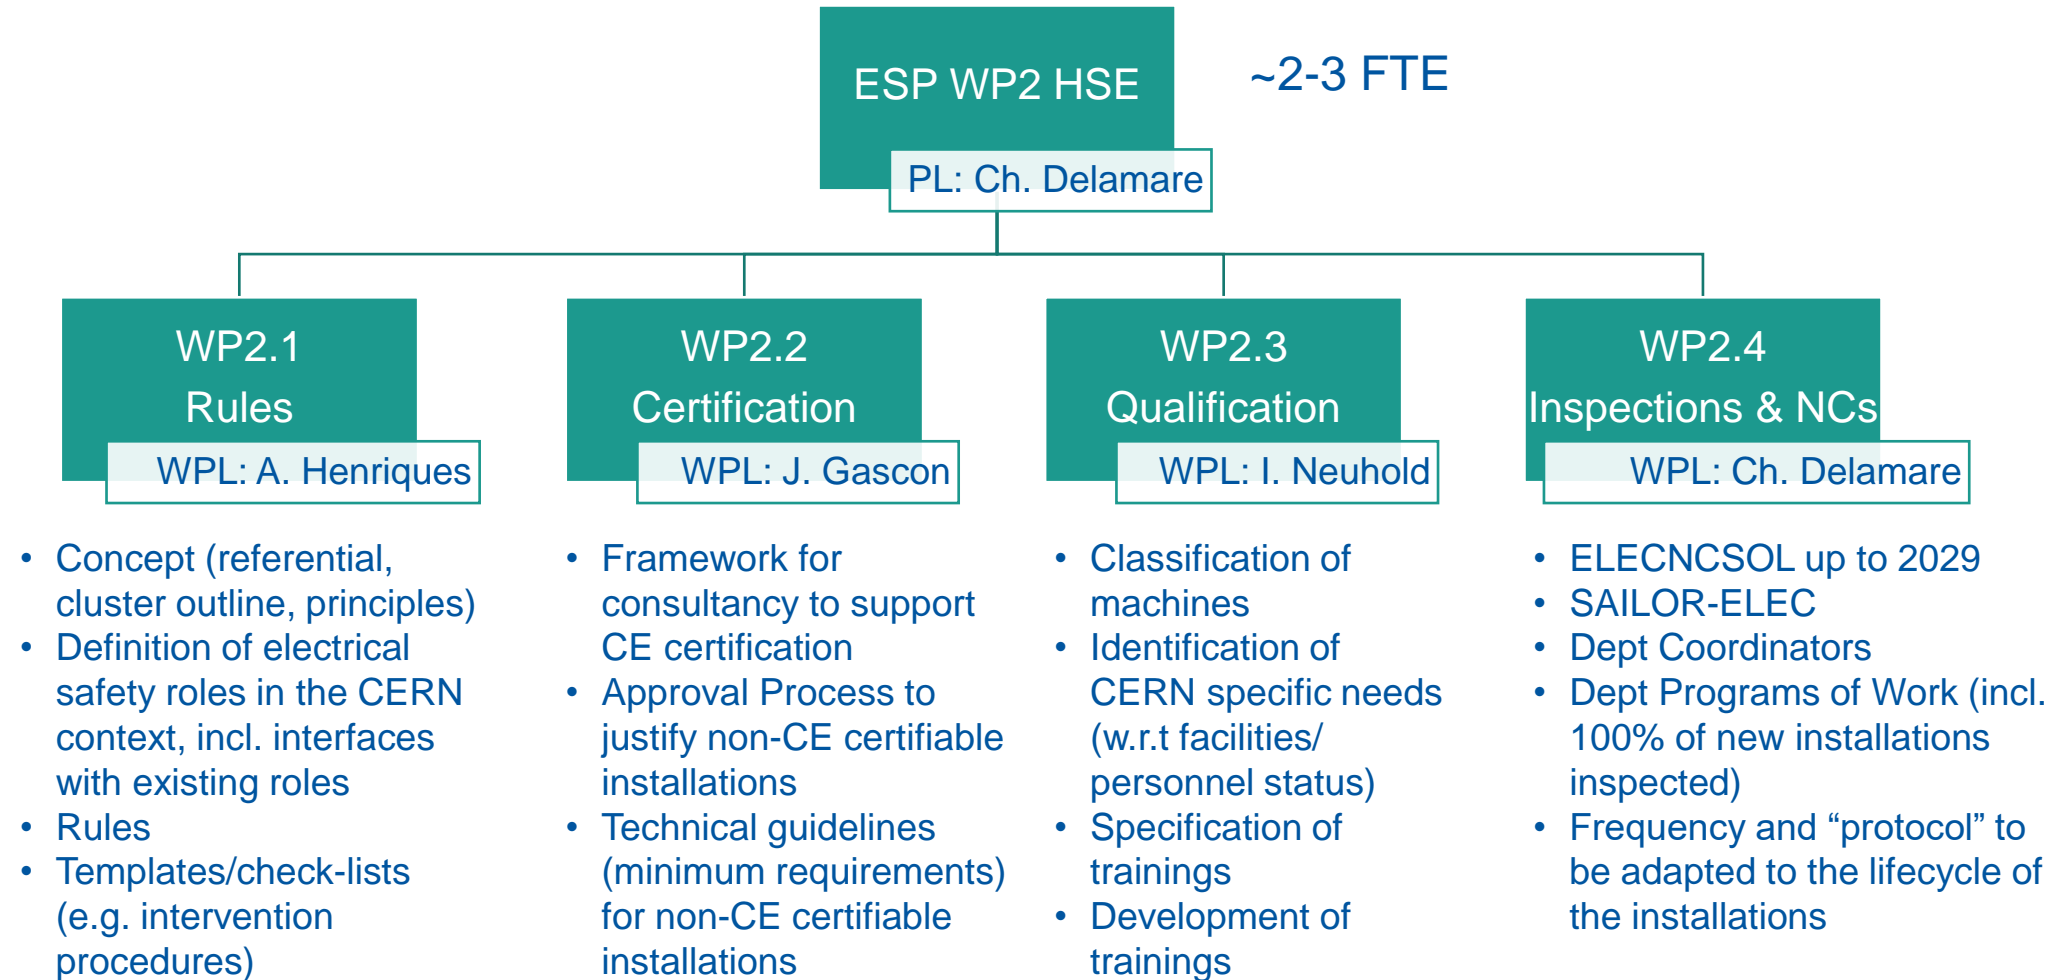 ESP WP2 HSE
~2-3 FTE
PL: Ch. Delamare
WP2.1
Rules
WPL: A. Henriques
• Concept (referential,
cluster outline, principles)
• Definition of electrical
safety roles in the CERN
context, incl. interfaces
with existing roles
• Rules
• Templates/check-lists
(e.g. intervention
procedures)
WP2.2
Certification
WPL: J. Gascon
• Framework for
consultancy to support
CE certification
• Approval Process to
justify non-CE certifiable
installations
• Technical guidelines
(minimum requirements)
for non-CE certifiable
installations
WP2.3
Qualification
WPL: I. Neuhold
• Classification of
machines
• Identification of
CERN specific needs
(w.r.t facilities/
personnel status)
• Specification of
trainings
• Development of
trainings
WP2.4
Inspections & NCs
WPL: Ch. Delamare
• ELECNCSOL up to 2029
• SAILOR-ELEC
• Dept Coordinators
• Dept Programs of Work (incl.
100% of new installations
inspected)
• Frequency and “protocol” to
be adapted to the lifecycle of
the installations